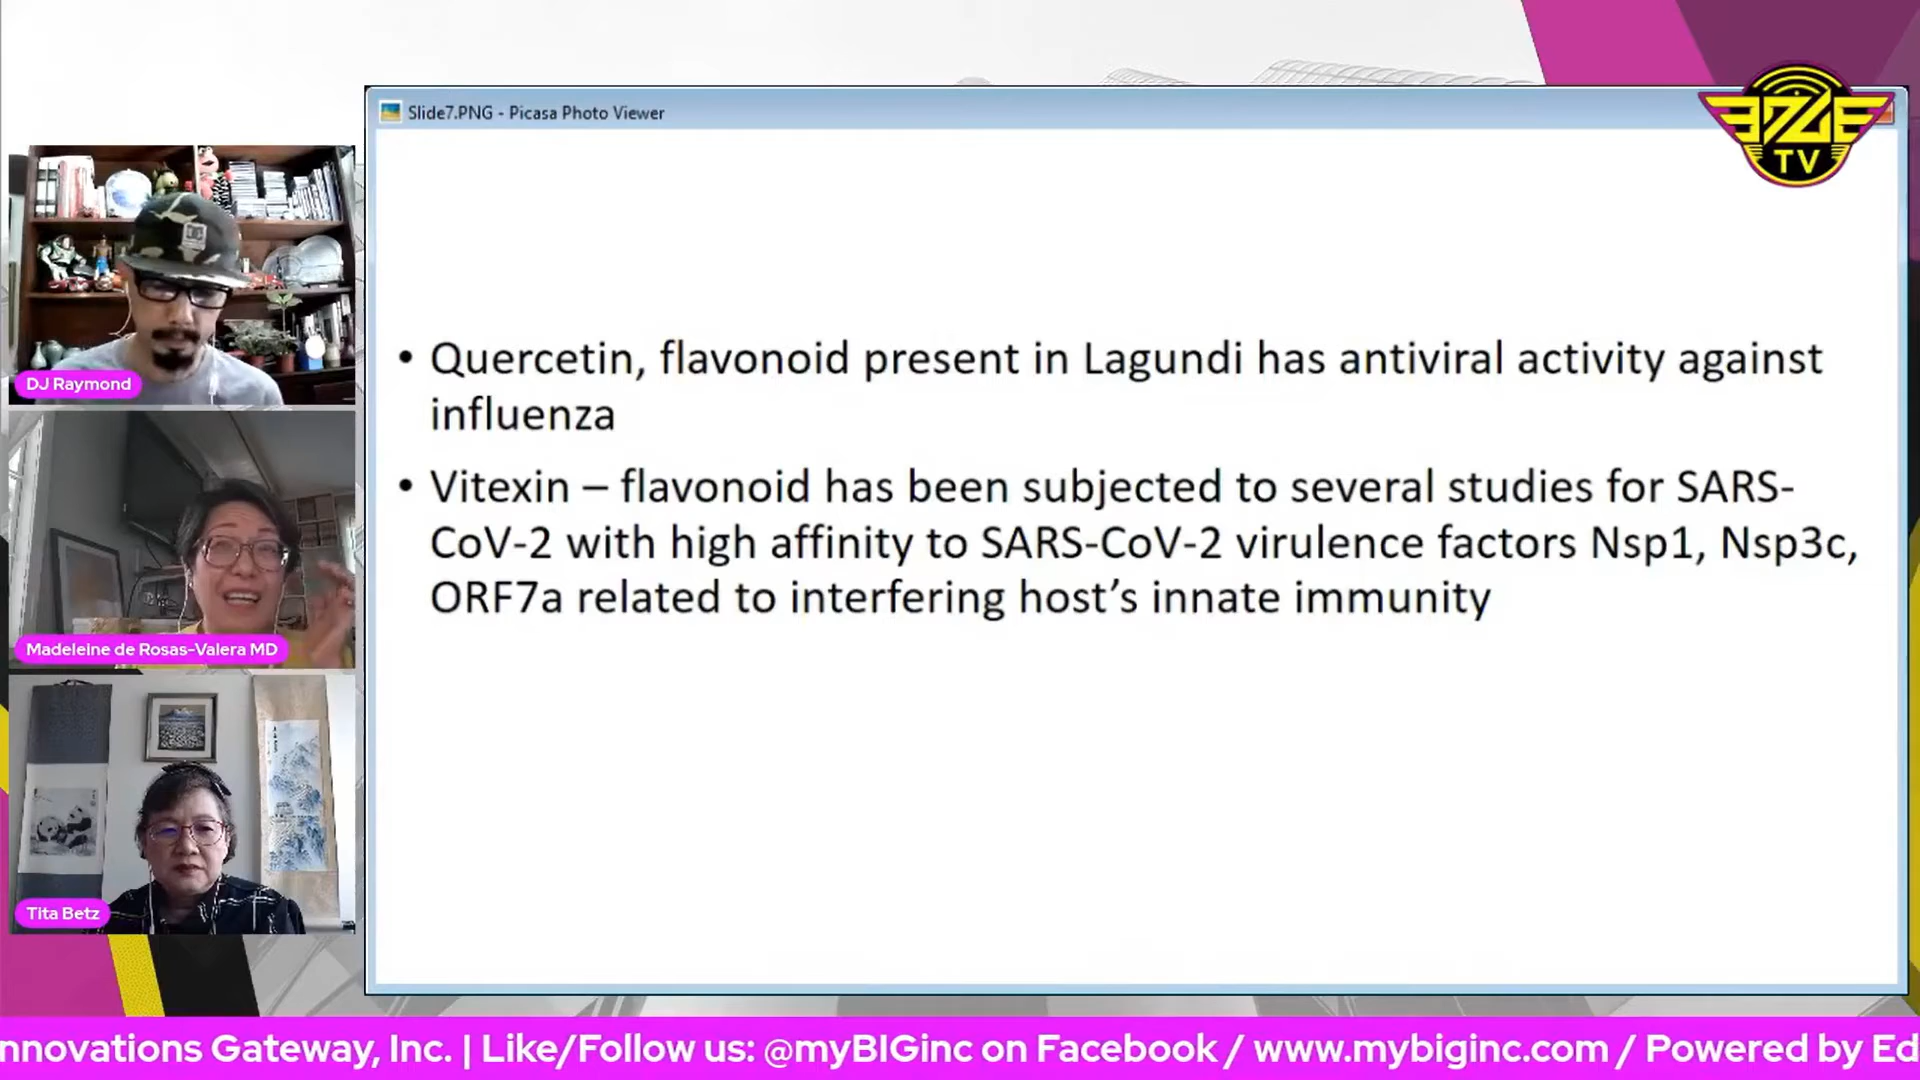 Slide7.PNG - Picasa Photo Viewer
EDGE
TV
DJ Raymond
Madeleine de Rosas-Valera MD
Tita Betz
• Quercetin, flavonoid present in Lagundi has antiviral activity against
influenza
• Vitexin – flavonoid has been subjected to several studies for SARS-
CoV-2 with high affinity to SARS-CoV-2 virulence factors Nsp1, Nsp3c,
ORF7a related to interfering host’s innate immunity
nnovations Gateway, Inc. | Like/Follow us: @myBIGinc on Facebook / www.mybiginc.com / Powered by Ed